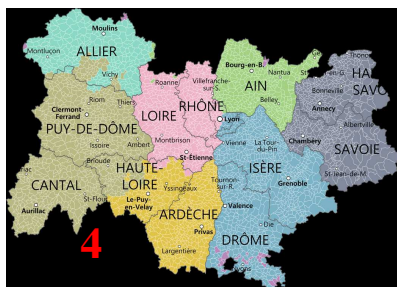 Moulins
Montluçon
ALLIER
Vichy
Roanne
Villefranche-
sur-S.
Bourg-en-B.
Nantua
AIN
Belley
Thonon
Bonneville
Annecy
HA
SAVO
Riom
Thiers
Clermont-
Ferrand
PUY-DE-DÔME
LOIRE
RHÔNE
Lyon
Issoire
Ambert
Montbrison
Vienne
La Tour-
du-Pin
Chambéry
Albertville
SAVOIE
St-Étienne
Brioude
HAUTE-
LOIRE
ISÈRE
St-Jean-de-M.
CANTAL
St-Flour
Yssingeaux
Tournon-
sur-R.
Grenoble
Aurillac
Le-Puy-
en-Velay
ARDÈCHE
Valence
Privas
Die
DRÔME
Largentière
4